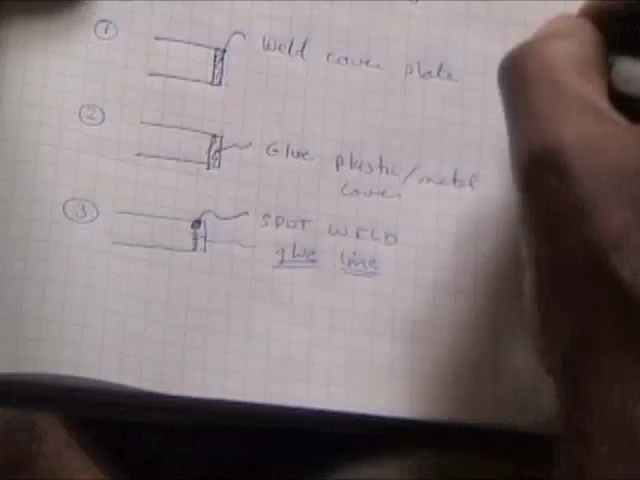 ① Weld cover plate
② Glue plastic/metal
cover
③ SPOT WELD
glue line